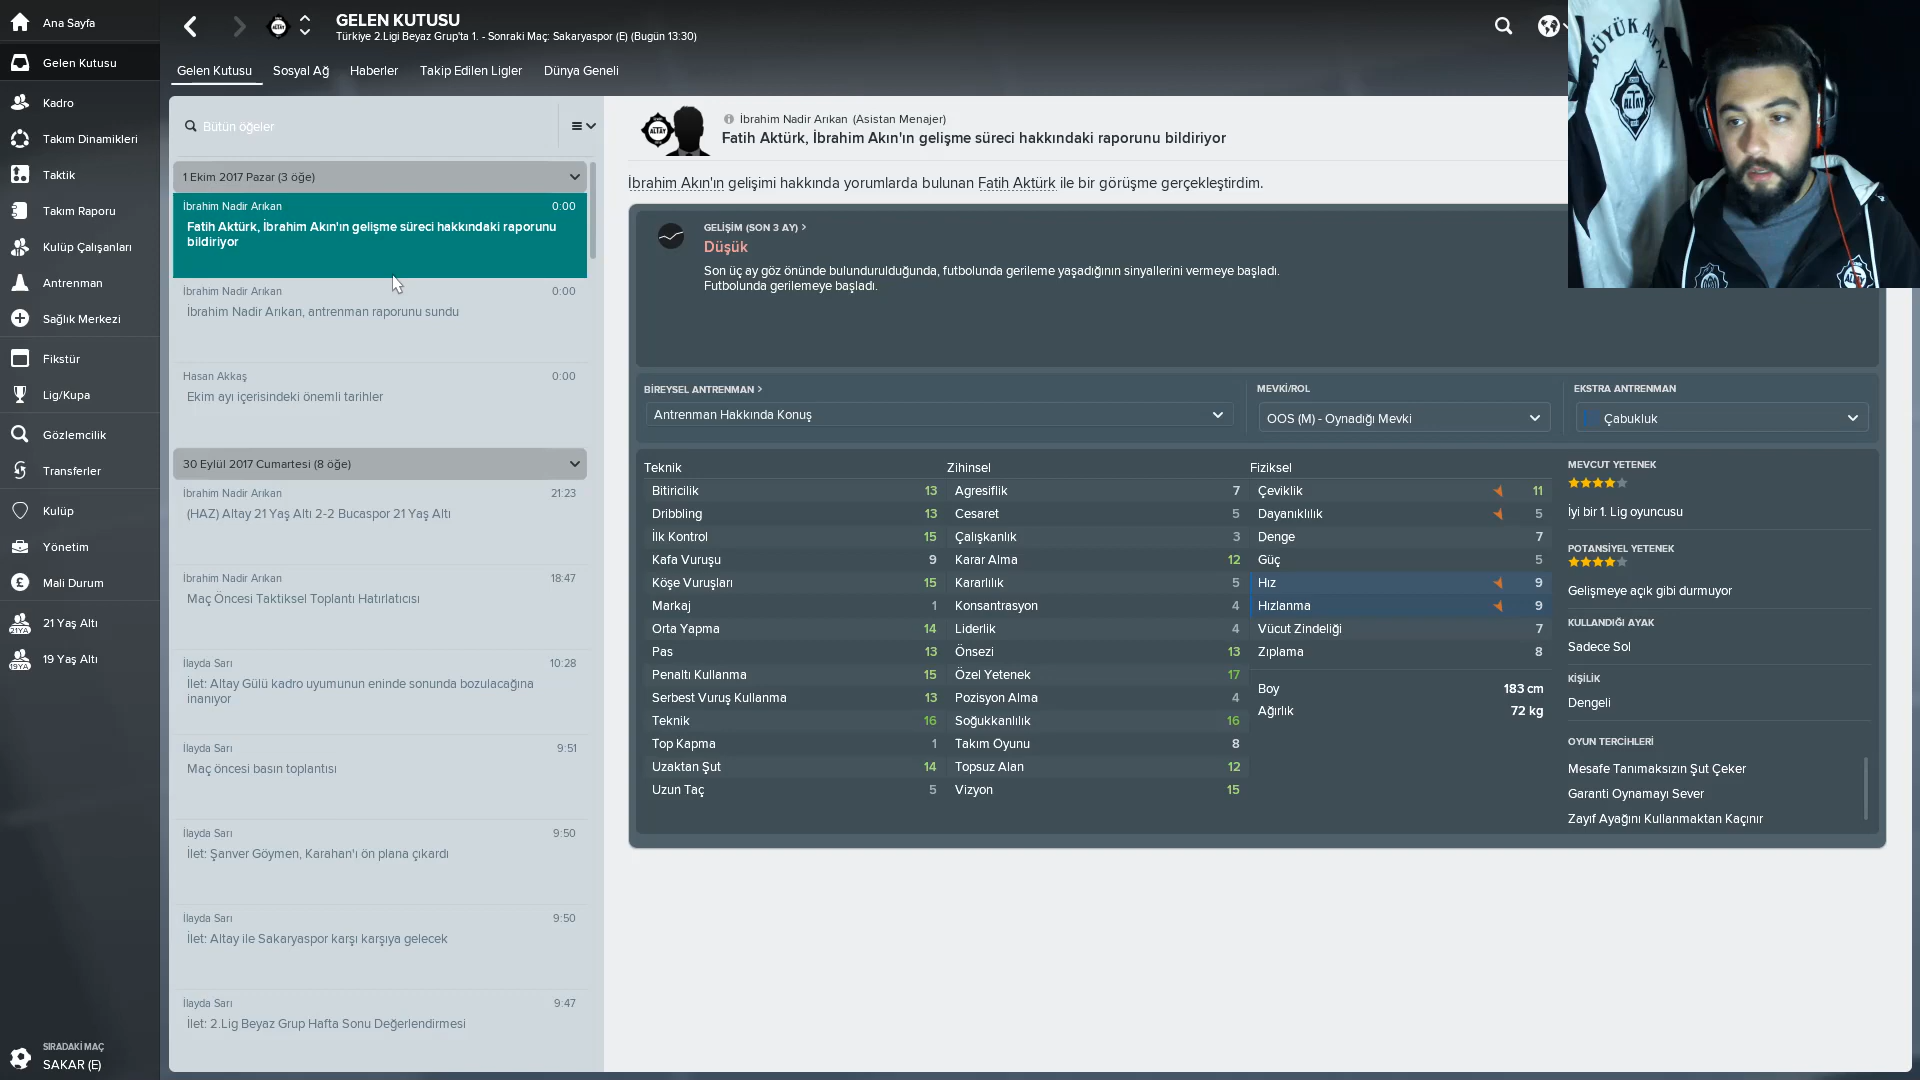 Ana Sayfa
Gelen Kutusu
Kadro
Takım Dinamikleri
Taktik
Takım Raporu
Kulüp Çalışanları
Antrenman
Sağlık Merkezi
Fikstür
Lig/Kupa
Gözlemcilik
Transferler
Kulüp
Yönetim
Mali Durum
21YA
21 Yaş Altı
19YA
19 Yaş Altı
SIRADAKİ MAÇ
SAKAR (E)
GELEN KUTUSU
Türkiye 2.Ligi Beyaz Grup'ta 1. - Sonraki Maç: Sakaryaspor (E) (Bugün 13:30)
Gelen Kutusu Sosyal Ağ Haberler Takip Edilen Ligler Dünya Geneli
Bütün öğeler
1 Ekim 2017 Pazar (3 öğe)
İbrahim Nadir Arıkan 0:00
Fatih Aktürk, İbrahim Akın'ın gelişme süreci hakkındaki raporunu
bildiriyor
İbrahim Nadir Arıkan 0:00
İbrahim Nadir Arıkan, antrenman raporunu sundu
Hasan Akkaş 0:00
Ekim ayı içerisindeki önemli tarihler
30 Eylül 2017 Cumartesi (8 öğe)
İbrahim Nadir Arıkan 21:23
(HAZ) Altay 21 Yaş Altı 2-2 Bucaspor 21 Yaş Altı
İbrahim Nadir Arıkan 18:47
Maç Öncesi Taktiksel Toplantı Hatırlatıcısı
İlayda Sarı 10:28
İlet: Altay Gülü kadro uyumunun eninde sonunda bozulacağına
inanıyor
İlayda Sarı 9:51
Maç öncesi basın toplantısı
İlayda Sarı 9:50
İlet: Şanver Göymen, Karahan'ı ön plana çıkardı
İlayda Sarı 9:50
İlet: Altay ile Sakaryaspor karşı karşıya gelecek
İlayda Sarı 9:47
İlet: 2.Lig Beyaz Grup Hafta Sonu Değerlendirmesi
ALTAY
İbrahim Nadir Arıkan (Asistan Menajer)
Fatih Aktürk, İbrahim Akın'ın gelişme süreci hakkındaki raporunu bildiriyor
İbrahim Akın'ın gelişimi hakkında yorumlarda bulunan Fatih Aktürk ile bir görüşme gerçekleştirdim.
GELİŞİM (SON 3 AY) >
Düşük
Son üç ay göz önünde bulundurulduğunda, futbolunda gerileme yaşadığının sinyallerini vermeye başladı.
Futbolunda gerilemeye başladı.
BİREYSEL ANTRENMAN > MEVKİ/ROL EKSTRA ANTRENMAN
Antrenman Hakkında Konuş OOS (M) - Oynadığı Mevki Çabukluk
Teknik Zihinsel Fiziksel
Bitiricilik 13 Agresiflik 7 Çeviklik 11
Dribbling 13 Cesaret 5 Dayanıklılık 5
İlk Kontrol 15 Çalışkanlık 3 Denge 7
Kafa Vuruşu 9 Karar Alma 12 Güç 5
Köşe Vuruşları 15 Kararlılık 5 Hız 9
Markaj 1 Konsantrasyon 4 Hızlanma 9
Orta Yapma 14 Liderlik 4 Vücut Zindeliği 7
Pas 13 Önsezi 13 Zıplama 8
Penaltı Kullanma 15 Özel Yetenek 17
Serbest Vuruş Kullanma 13 Pozisyon Alma 4
Teknik 16 Soğukkanlılık 16
Top Kapma 1 Takım Oyunu 8
Uzaktan Şut 14 Topsuz Alan 12
Uzun Taç 5 Vizyon 15
Boy 183 cm
Ağırlık 72 kg
MEVCUT YETENEK
İyi bir 1. Lig oyuncusu
POTANSİYEL YETENEK
Gelişmeye açık gibi durmuyor
KULLANDIĞI AYAK
Sadece Sol
KİŞİLİK
Dengeli
OYUN TERCİHLERİ
Mesafe Tanımaksızın Şut Çeker
Garanti Oynamayı Sever
Zayıf Ayağını Kullanmaktan Kaçınır
BÜYÜK ALTAY
ALTAY